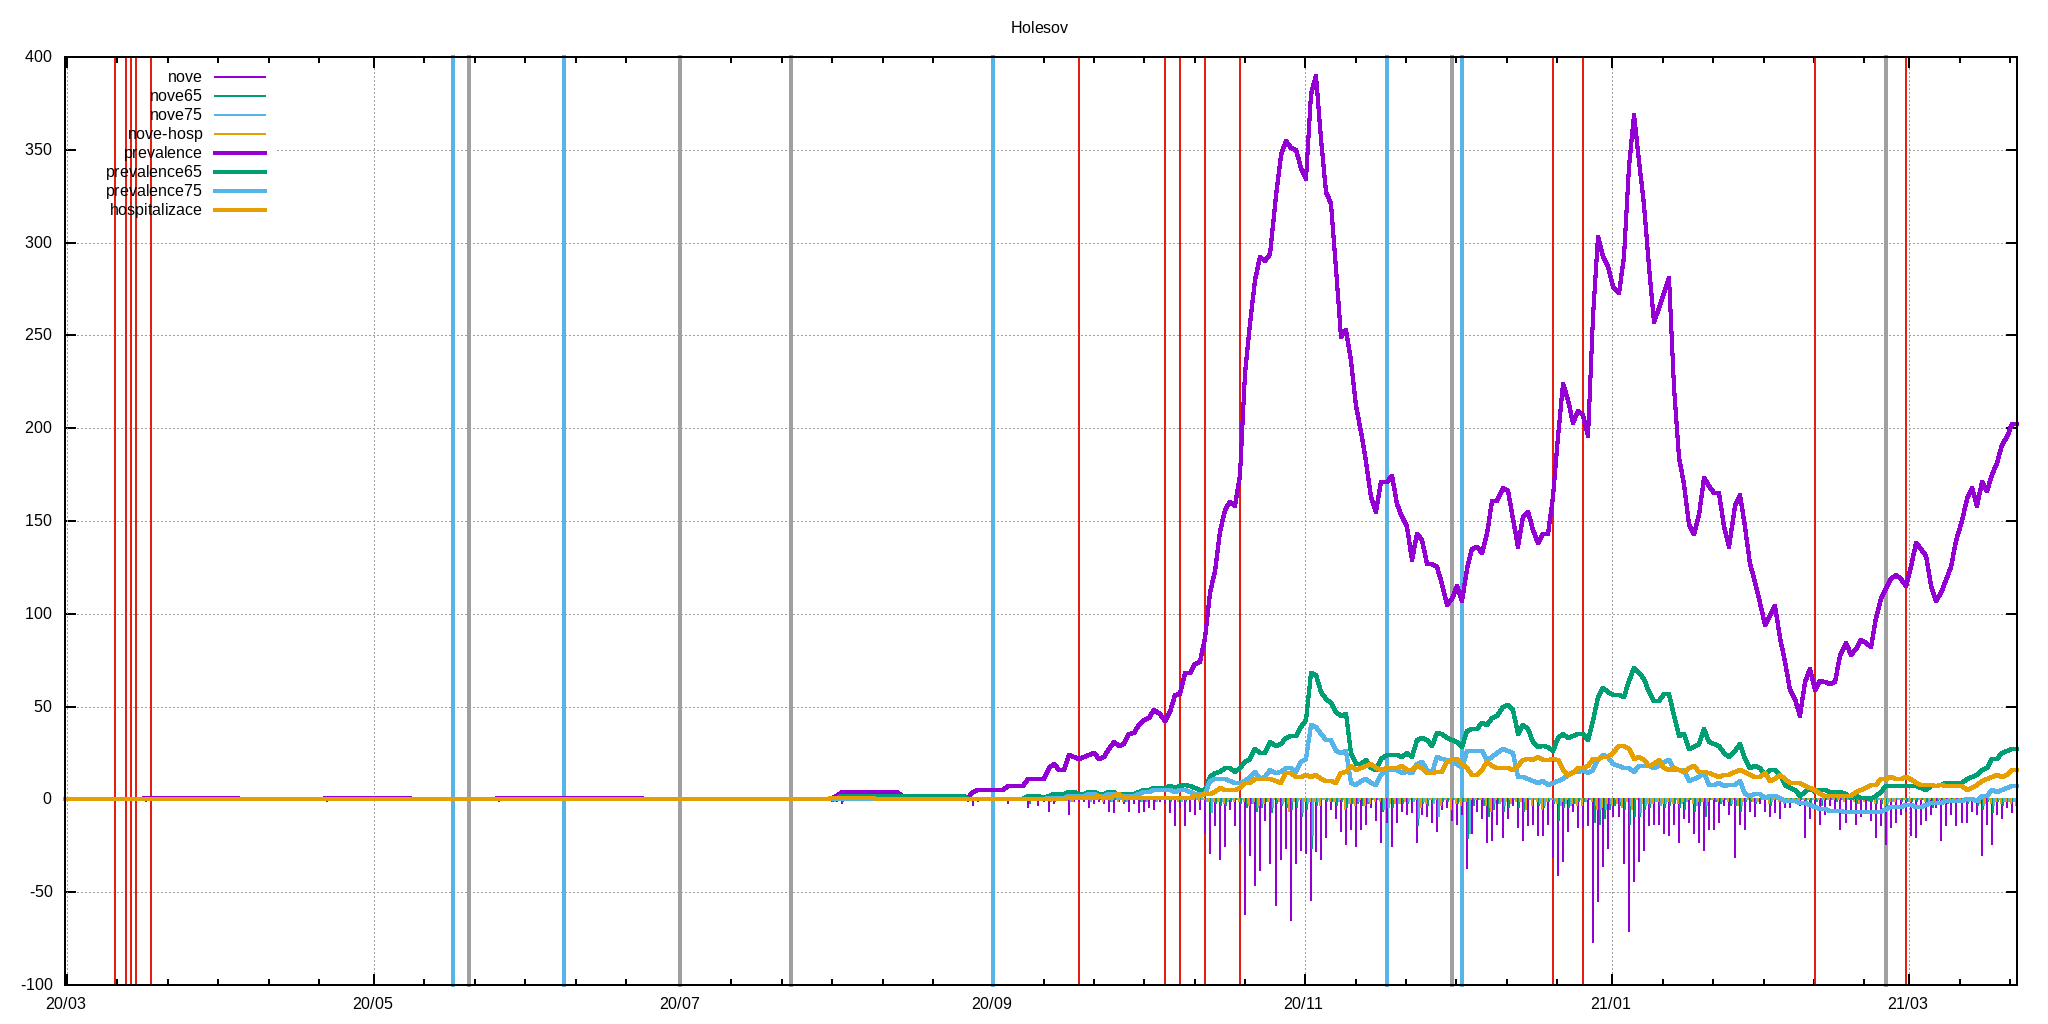 Holesov
400
350
300
250
200
150
100
50
0
-50
-100
nove
nove65
nove75
nove-hosp
prevalence
prevalence65
prevalence75
hospitalizace
20/03 20/05 20/07 20/09 20/11 21/01 21/03